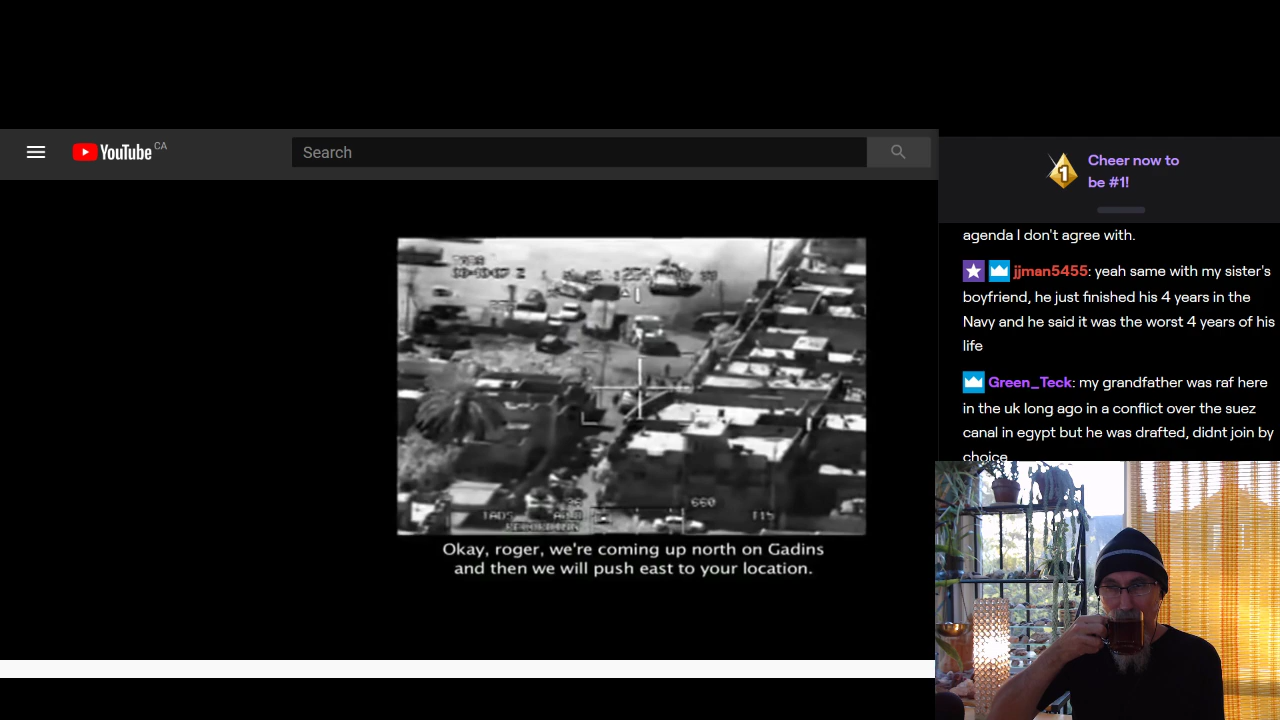 YouTube CA
Search
Cheer now to
be #1!
agenda I don't agree with.
jjman5455: yeah same with my sister's
boyfriend, he just finished his 4 years in the
Navy and he said it was the worst 4 years of his
life
Green_Teck: my grandfather was raf here
in the uk long ago in a conflict over the suez
canal in egypt but he was drafted, didnt join by
choice
660
TADS
RECORDING
Okay, roger, we're coming up north on Gadins
and then we will push east to your location.